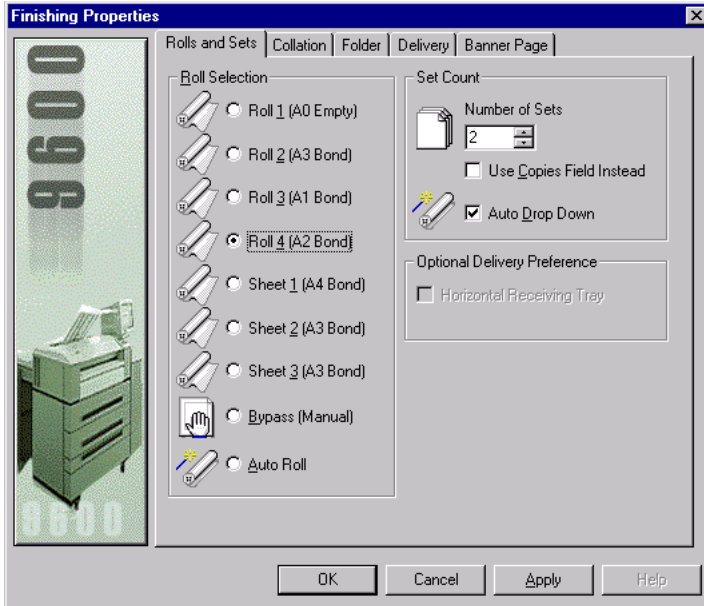 Finishing Properties
9600
8600
Rolls and Sets
Collation
Folder
Delivery
Banner Page
Roll Selection
Roll 1 (A0 Empty)
Roll 2 (A3 Bond)
Roll 3 (A1 Bond)
Roll 4 (A2 Bond)
Sheet 1 (A4 Bond)
Sheet 2 (A3 Bond)
Sheet 3 (A3 Bond)
Bypass (Manual)
Auto Roll
Set Count
Number of Sets
2
Use Copies Field Instead
Auto Drop Down
Optional Delivery Preference
Horizontal Receiving Tray
OK
Cancel
Apply
Help